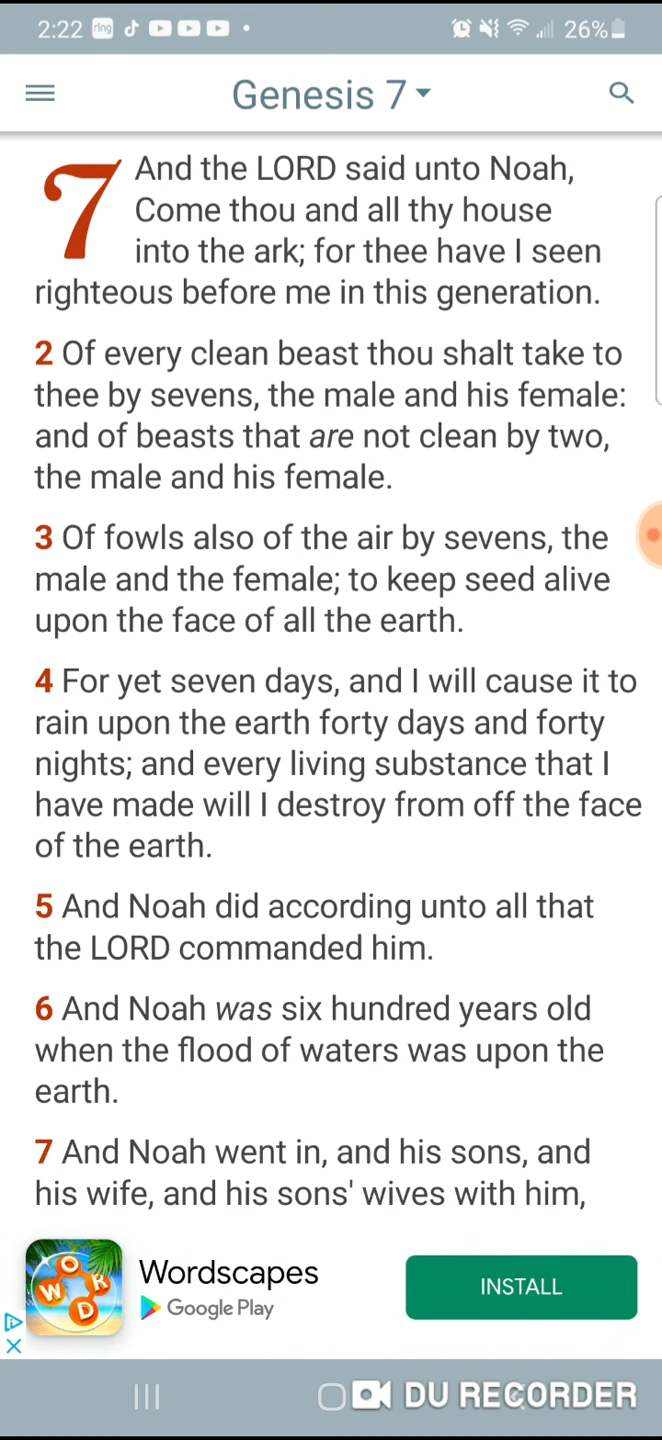 2:22 ring 26%
Genesis 7
7 And the LORD said unto Noah,
Come thou and all thy house
into the ark; for thee have I seen
righteous before me in this generation.
2 Of every clean beast thou shalt take to
thee by sevens, the male and his female:
and of beasts that are not clean by two,
the male and his female.
3 Of fowls also of the air by sevens, the
male and the female; to keep seed alive
upon the face of all the earth.
4 For yet seven days, and I will cause it to
rain upon the earth forty days and forty
nights; and every living substance that I
have made will I destroy from off the face
of the earth.
5 And Noah did according unto all that
the LORD commanded him.
6 And Noah was six hundred years old
when the flood of waters was upon the
earth.
7 And Noah went in, and his sons, and
his wife, and his sons' wives with him,
WORD
Wordscapes
Google Play
INSTALL
DU RECORDER